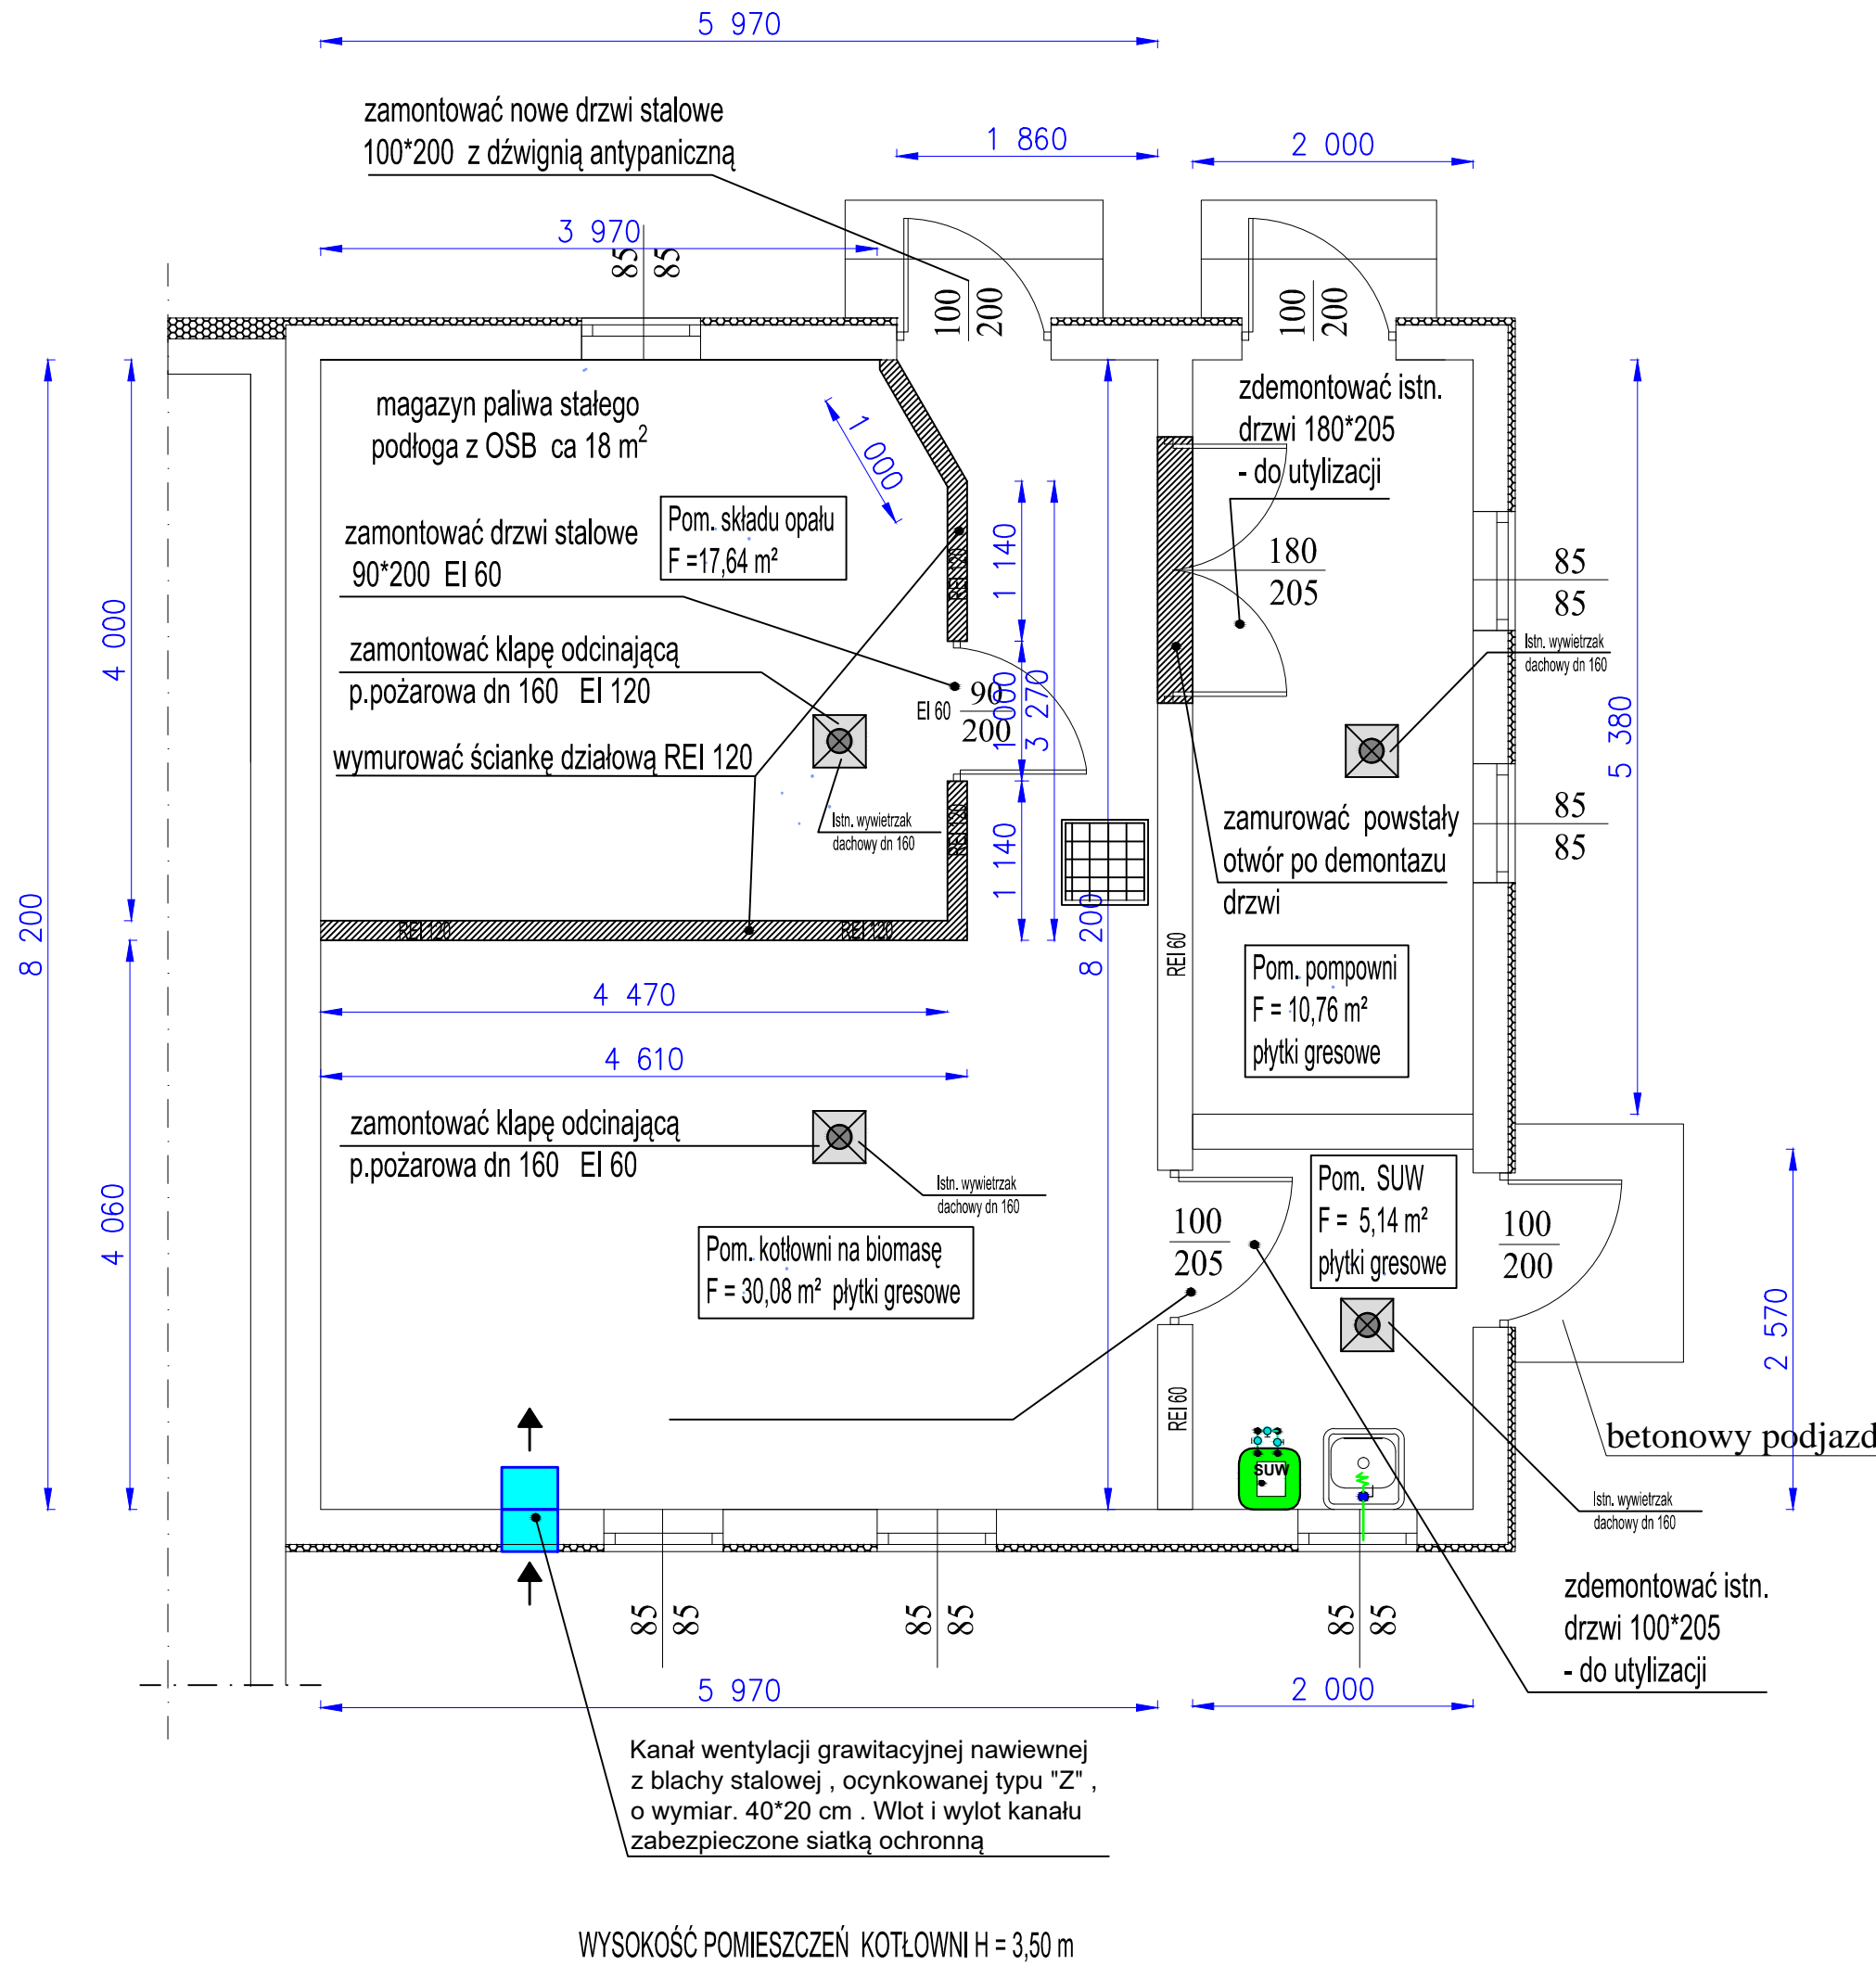 5 970
zamontować nowe drzwi stalowe
100*200 z dźwignią antypaniczną
1 860
2 000
3 970
85
85
100
200
100
200
magazyn paliwa stałego
podłoga z OSB ca 18 m²
1 000
zdemontować istn.
drzwi 180*205
- do utylizacji
zamontować drzwi stalowe
90*200 EI 60
Pom. składu opału
F =17,64 m²
REI 120
1 140
180
205
85
85
4 000
zamontować klapę odcinającą
p.pożarowa dn 160 EI 120
EI 60
90
200
1 000
3 270
Istn. wywietrzak
dachowy dn 160
5 380
wymurować ściankę działową REI 120
Istn. wywietrzak
dachowy dn 160
REI 120
1 140
zamurować powstały
otwór po demontazu
drzwi
85
85
8 200
REI 120
REI 120
8 200
REI 60
Pom. pompowni
F = 10,76 m²
płytki gresowe
4 470
4 610
zamontować klapę odcinającą
p.pożarowa dn 160 EI 60
Istn. wywietrzak
dachowy dn 160
4 060
Pom. kotłowni na biomasę
F = 30,08 m² płytki gresowe
100
205
Pom. SUW
F = 5,14 m²
płytki gresowe
100
200
2 570
REI 60
SUW
betonowy podjazd
Istn. wywietrzak
dachowy dn 160
85
85
85
85
85
85
zdemontować istn.
drzwi 100*205
- do utylizacji
5 970
2 000
Kanał wentylacji grawitacyjnej nawiewnej
z blachy stalowej , ocynkowanej typu "Z" ,
o wymiar. 40*20 cm . Wlot i wylot kanału
zabezpieczone siatką ochronną
WYSOKOŚĆ POMIESZCZEŃ KOTŁOWNI H = 3,50 m